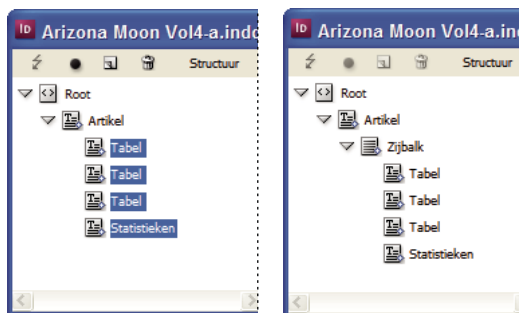 Arizona Moon Vol4-a.indd
Structuur
Root
Artikel
Tabel
Tabel
Tabel
Statistieken
Arizona Moon Vol4-a.in
Structuur
Root
Artikel
Zijbalk
Tabel
Tabel
Tabel
Statistieken